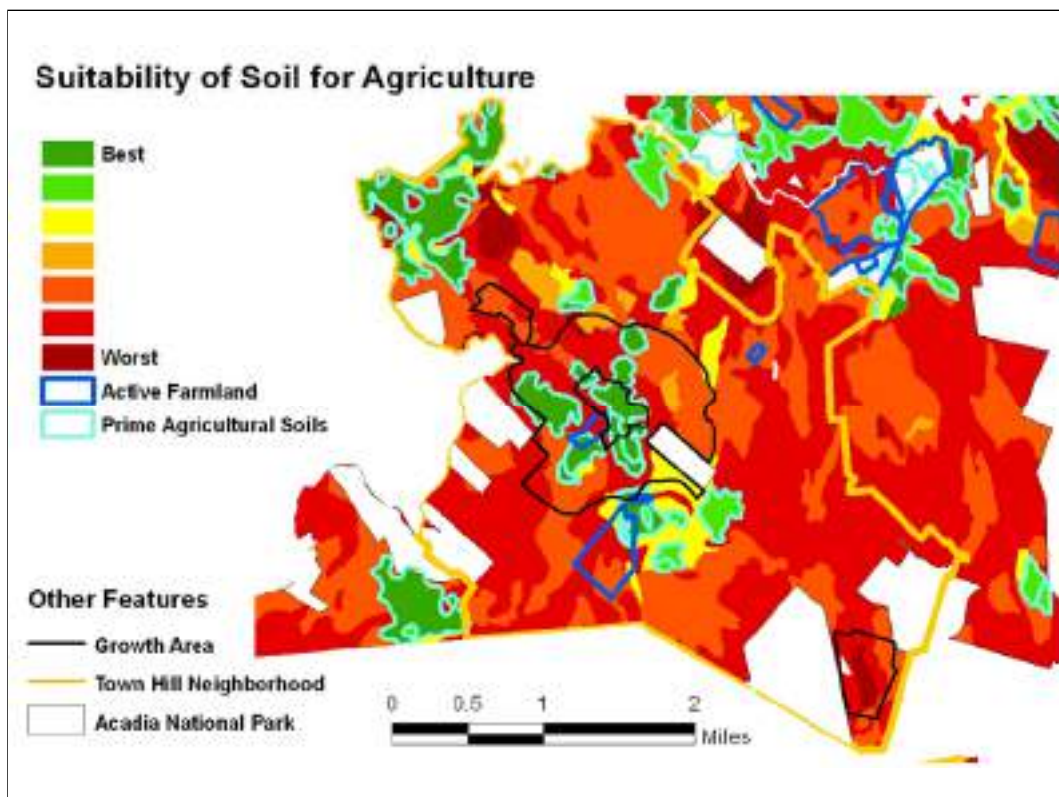 Suitability of Soil for Agriculture
Best
Worst
Active Farmland
Prime Agricultural Soils
Other Features
Growth Area
Town Hill Neighborhood
Acadia National Park
0 0.5 1 2
Miles